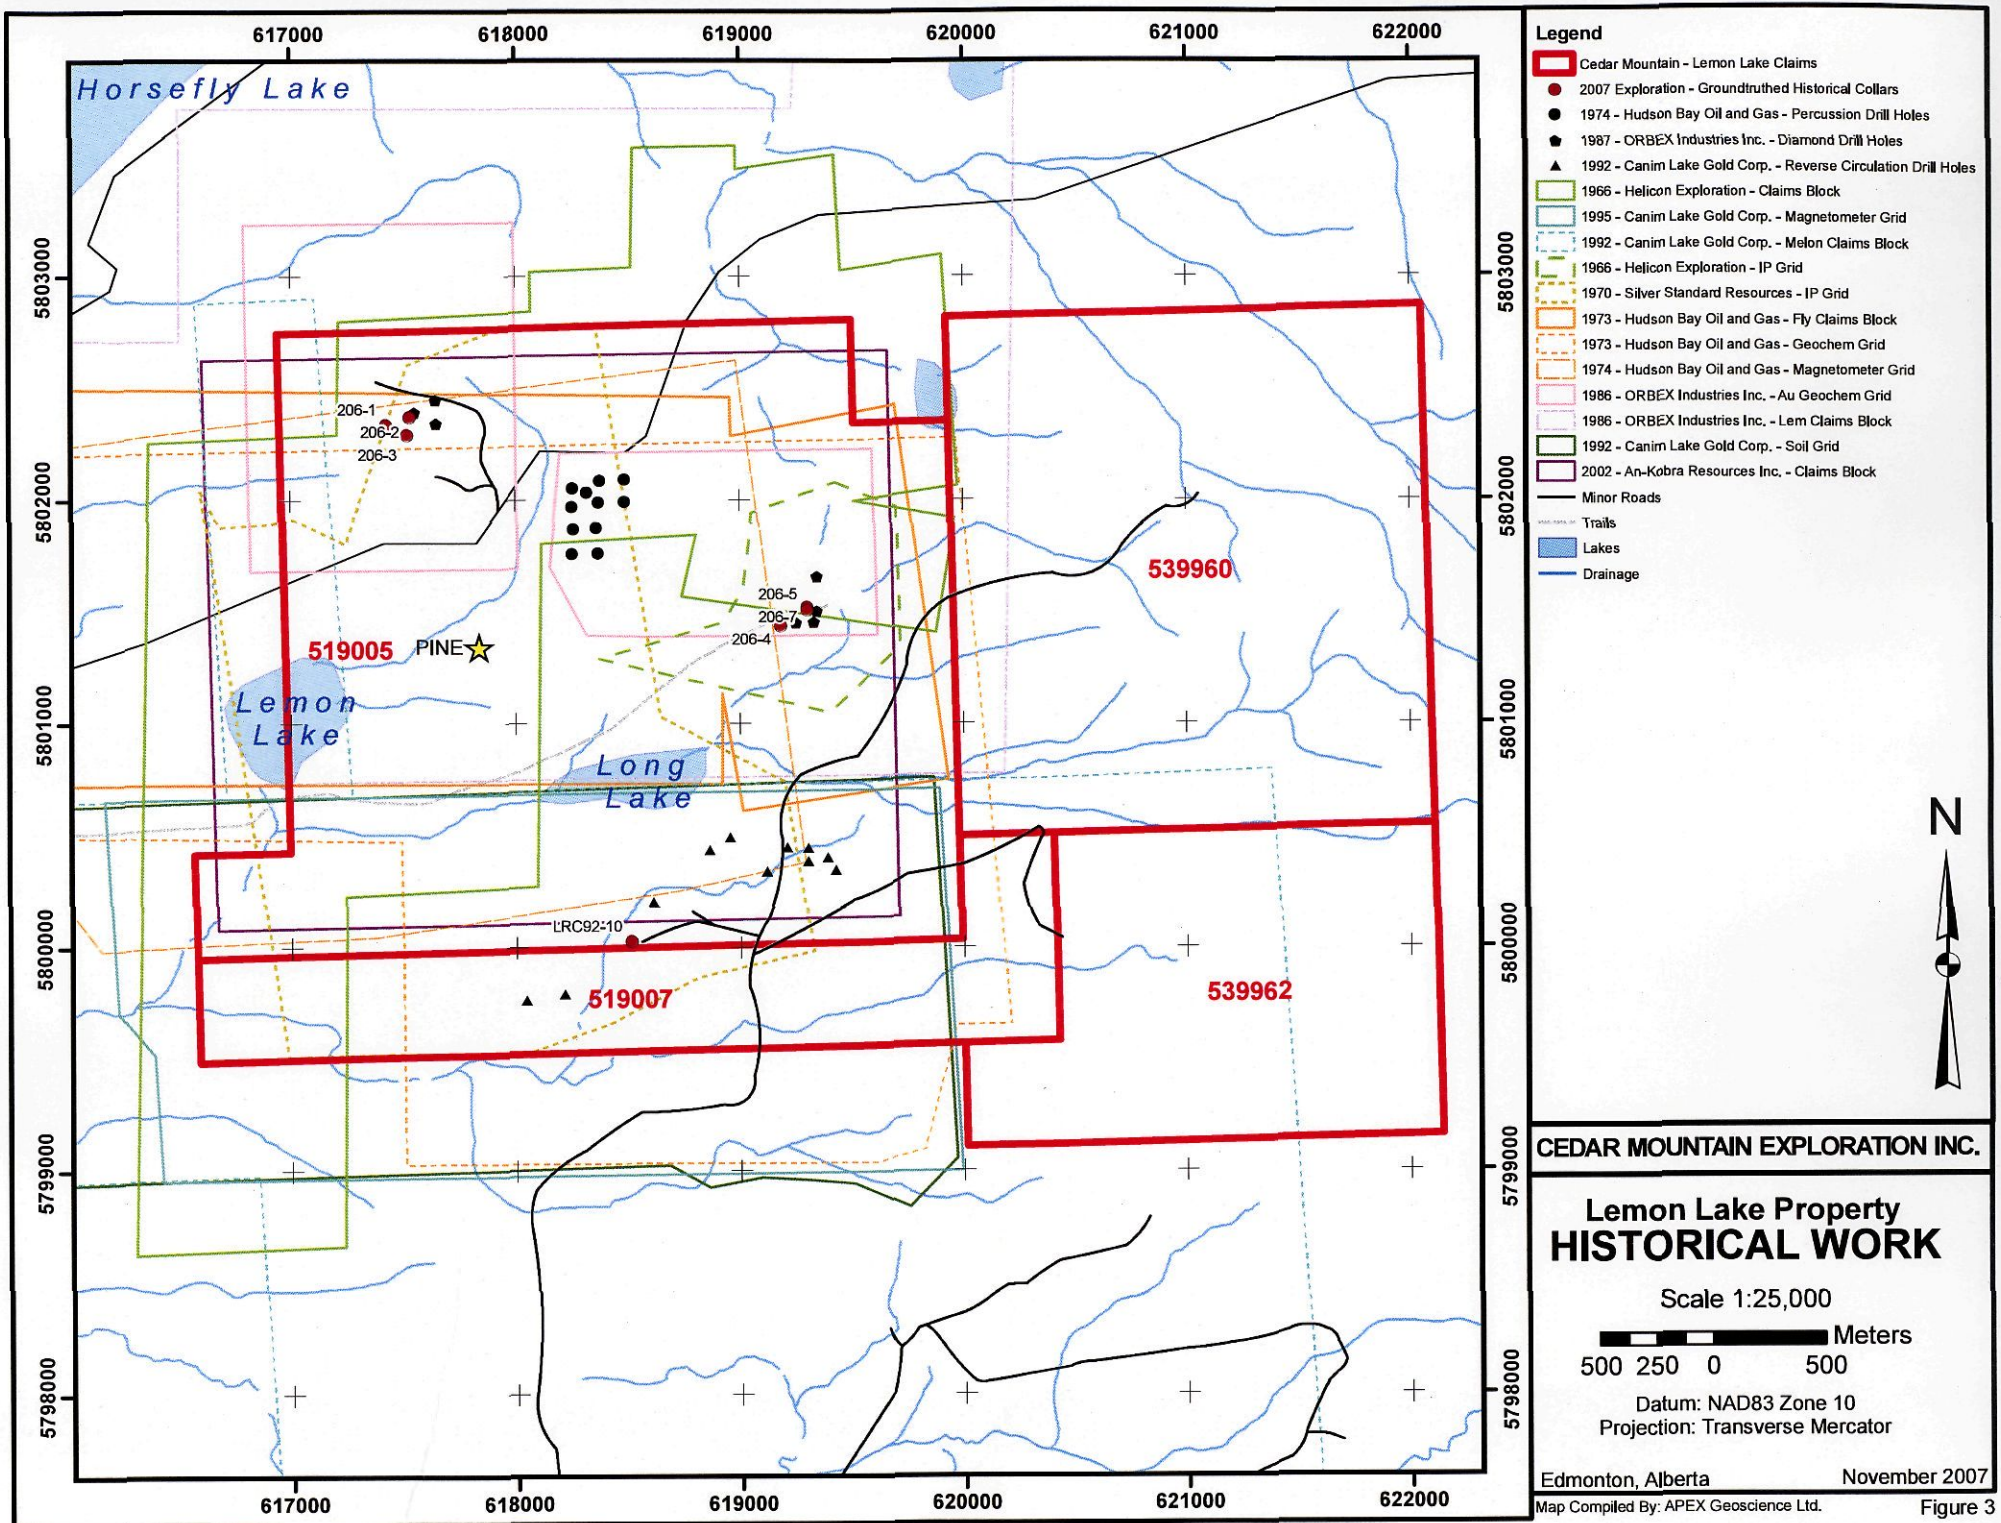 617000 618000 619000 620000 621000 622000
Horsefly Lake
5803000
5802000
5801000
5800000
5799000
5798000
206-1
206-2
206-3
206-5
206-7
206-4
539960
519005
PINE
Lemon
Lake
Long
Lake
LRC92-10
519007
539962
5803000
5802000
5801000
5800000
5799000
5798000
617000 618000 619000 620000 621000 622000
Legend
Cedar Mountain - Lemon Lake Claims
2007 Exploration - Groundtruthed Historical Collars
1974 - Hudson Bay Oil and Gas - Percussion Drill Holes
1987 - ORBEX Industries Inc. - Diamond Drill Holes
1992 - Canim Lake Gold Corp. - Reverse Circulation Drill Holes
1966 - Helicon Exploration - Claims Block
1995 - Canim Lake Gold Corp. - Magnetometer Grid
1992 - Canim Lake Gold Corp. - Melon Claims Block
1966 - Helicon Exploration - IP Grid
1970 - Silver Standard Resources - IP Grid
1973 - Hudson Bay Oil and Gas - Fly Claims Block
1973 - Hudson Bay Oil and Gas - Geochem Grid
1974 - Hudson Bay Oil and Gas - Magnetometer Grid
1986 - ORBEX Industries Inc. - Au Geochem Grid
1986 - ORBEX Industries Inc. - Lem Claims Block
1992 - Canim Lake Gold Corp. - Soil Grid
2002 - An-Kobra Resources Inc. - Claims Block
Minor Roads
Trails
Lakes
Drainage
N
CEDAR MOUNTAIN EXPLORATION INC.
Lemon Lake Property
HISTORICAL WORK
Scale 1:25,000
Meters
500 250 0 500
Datum: NAD83 Zone 10
Projection: Transverse Mercator
Edmonton, Alberta November 2007
Map Compiled By: APEX Geoscience Ltd. Figure 3